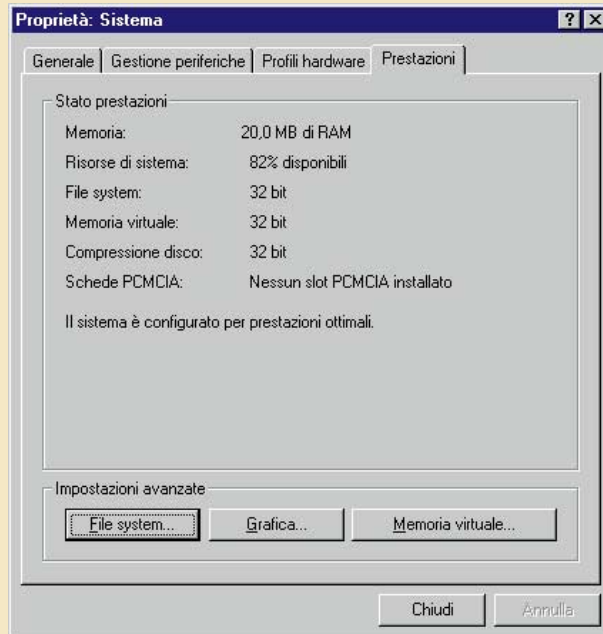 Proprietà: Sistema
Generale Gestione periferiche Profili hardware Prestazioni
Stato prestazioni
Memoria: 20,0 MB di RAM
Risorse di sistema: 82% disponibili
File system: 32 bit
Memoria virtuale: 32 bit
Compressione disco: 32 bit
Schede PCMCIA: Nessun slot PCMCIA installato
Il sistema è configurato per prestazioni ottimali.
Impostazioni avanzate
File system... Grafica... Memoria virtuale...
Chiudi Annulla